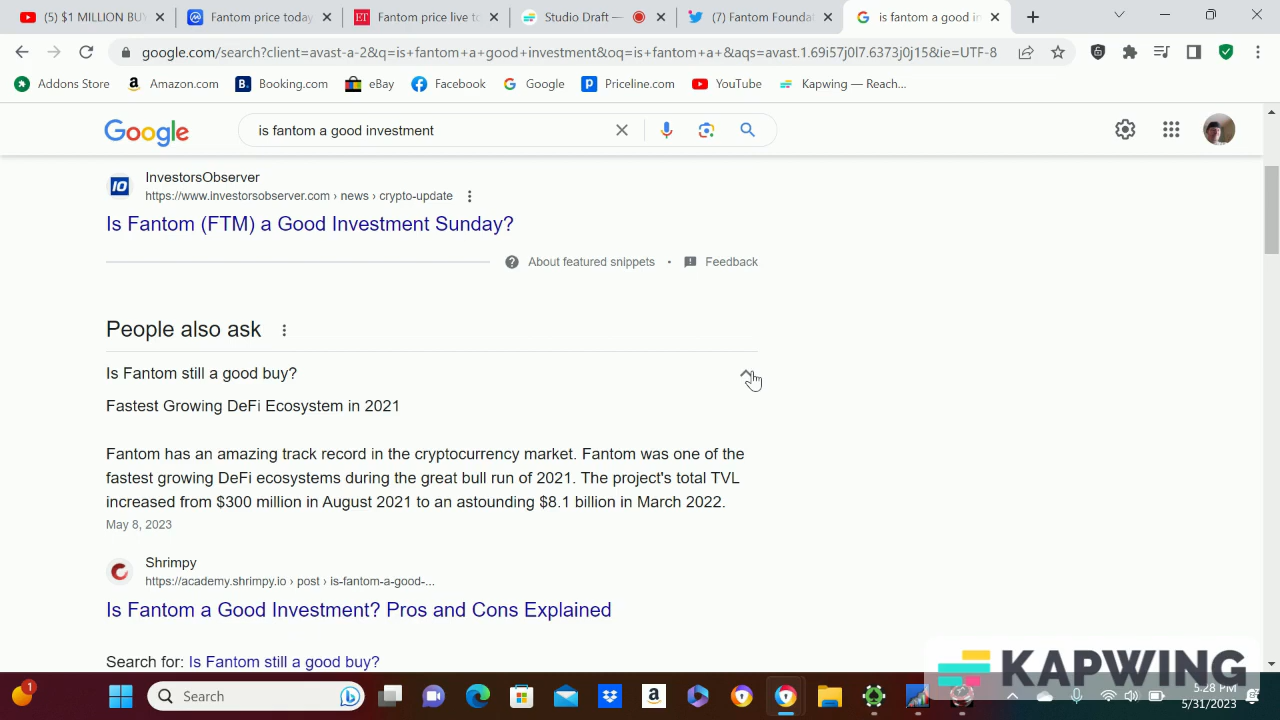 (5) $1 MILLION BUY
Fantom price today
Fantom price live to
Studio Draft —
(7) Fantom Foundat
is fantom a good in
google.com/search?client=avast-a-2&q=is+fantom+a+good+investment&oq=is+fantom+a+&aqs=avast.1.69i57j0l7.6373j0j15&ie=UTF-8
Addons Store
Amazon.com
Booking.com
eBay
Facebook
Google
Priceline.com
YouTube
Kapwing — Reach...
Google
is fantom a good investment
InvestorsObserver
https://www.investorsobserver.com › news › crypto-update
Is Fantom (FTM) a Good Investment Sunday?
About featured snippets • Feedback
People also ask
Is Fantom still a good buy?
Fastest Growing DeFi Ecosystem in 2021
Fantom has an amazing track record in the cryptocurrency market. Fantom was one of the
fastest growing DeFi ecosystems during the great bull run of 2021. The project's total TVL
increased from $300 million in August 2021 to an astounding $8.1 billion in March 2022.
May 8, 2023
Shrimpy
https://academy.shrimpy.io › post › is-fantom-a-good-...
Is Fantom a Good Investment? Pros and Cons Explained
Search for: Is Fantom still a good buy?
KAPWING
Search
5:28 PM
5/31/2023